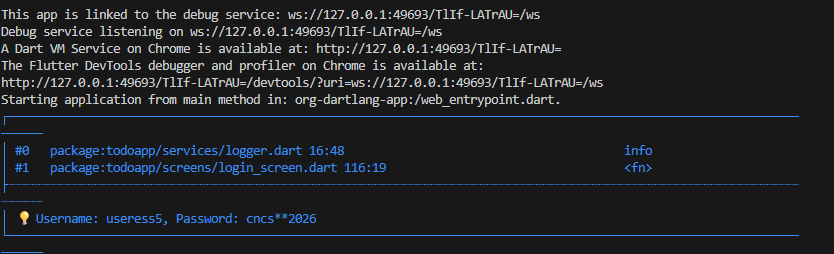 This app is linked to the debug service: ws://127.0.0.1:49693/TlIf-LATrAU=/ws
Debug service listening on ws://127.0.0.1:49693/TlIf-LATrAU=/ws
A Dart VM Service on Chrome is available at: http://127.0.0.1:49693/TlIf-LATrAU=
The Flutter DevTools debugger and profiler on Chrome is available at:
http://127.0.0.1:49693/TlIf-LATrAU=/devtools/?uri=ws://127.0.0.1:49693/TlIf-LATrAU=/ws
Starting application from main method in: org-dartlang-app:/web_entrypoint.dart.
#0 package:todoapp/services/logger.dart 16:48 info
#1 package:todoapp/screens/login_screen.dart 116:19 <fn>
💡 Username: useress5, Password: cncs**2026